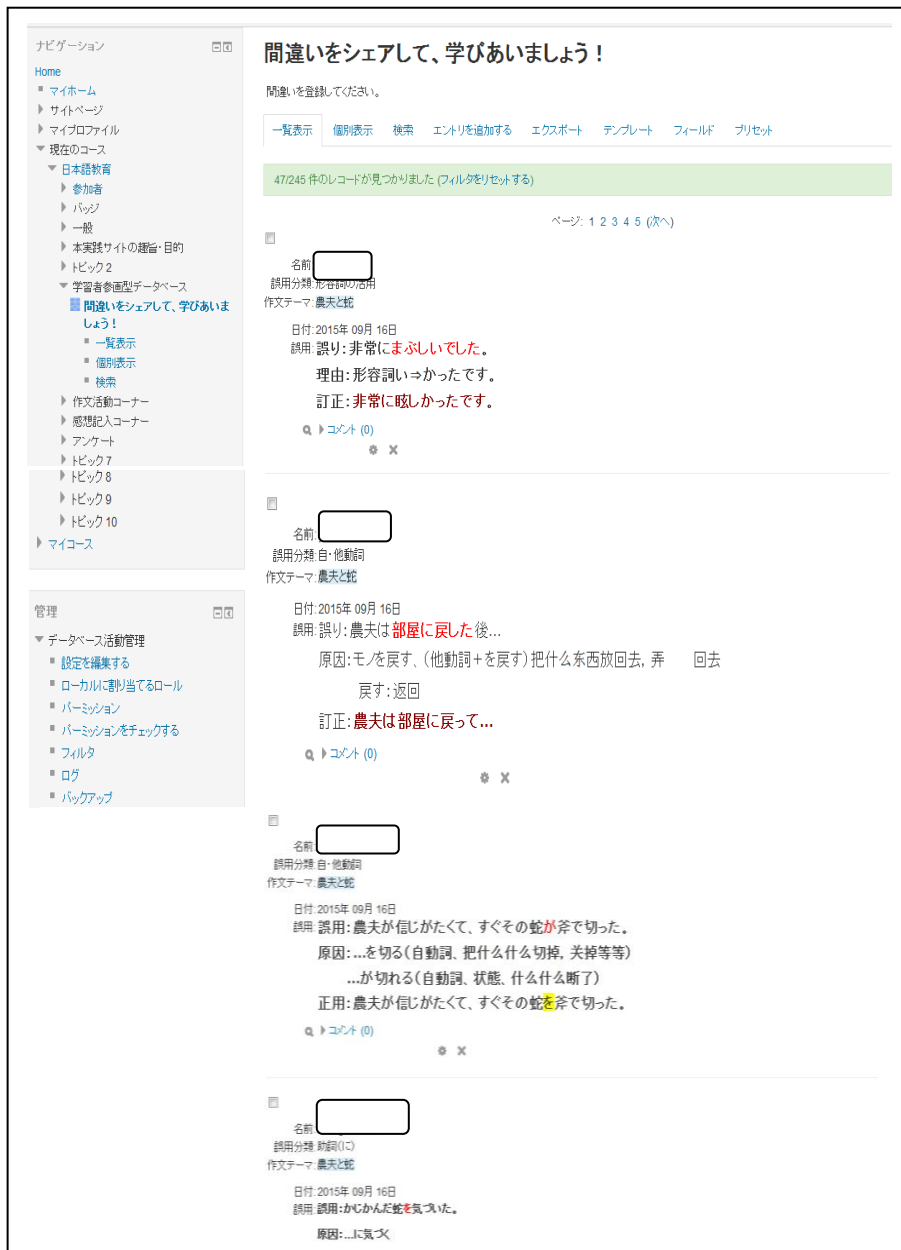 ナビゲーション
Home
マイホーム
サイトページ
マイプロファイル
現在のコース
日本語教育
参加者
バッジ
一般
本実践サイトの趣旨・目的
トピック 2
学習者参画型データベース
間違いをシェアして、学びあいま
しょう！
一覧表示
個別表示
検索
作文活動コーナー
感想記入コーナー
アンケート
トピック 7
トピック 8
トピック 9
トピック 10
マイコース
管理
データベース活動管理
設定を編集する
ローカルに割り当てるロール
パーミッション
パーミッションをチェックする
フィルタ
ログ
バックアップ
間違いをシェアして、学びあいましょう！
間違いを登録してください。
一覧表示 個別表示 検索 エントリを追加する エクスポート テンプレート フィールド プリセット
47/245 件のレコードが見つかりました (フィルタをリセットする)
ページ: 1 2 3 4 5 (次へ)
名前
誤用分類:形容詞の活用
作文テーマ:農夫と蛇
日付:2015年 09月 16日
誤用:誤り:非常にまぶしいでした。
理由:形容詞い⇒かったです。
訂正:非常に眩しかったです。
コメント (0)
名前:
誤用分類:自・他動詞
作文テーマ:農夫と蛇
日付:2015年 09月 16日
誤用:誤り:農夫は部屋に戻した後…
原因:モノを戻す、(他動詞+を戻す)把什么东西放回去, 弄 回去
戻す:返回
訂正:農夫は部屋に戻って…
コメント (0)
名前:
誤用分類:自・他動詞
作文テーマ:農夫と蛇
日付:2015年 09月 16日
誤用:誤用:農夫が信じがたくて、すぐその蛇が斧で切った。
原因:…を切る(自動詞、把什么什么切掉, 关掉等等)
…が切れる(自動詞、状態、什么什么断了)
正用:農夫が信じがたくて、すぐその蛇を斧で切った。
コメント (0)
名前:
誤用分類:助詞(に)
作文テーマ:農夫と蛇
日付:2015年 09月 16日
誤用:誤用:かじかんだ蛇を気づいた。
原因:…に気づく